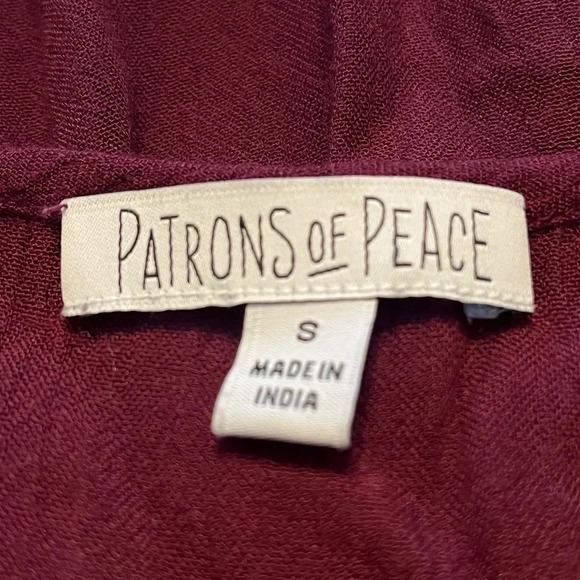 PATRONS OF PEACE
S
MADE IN
INDIA